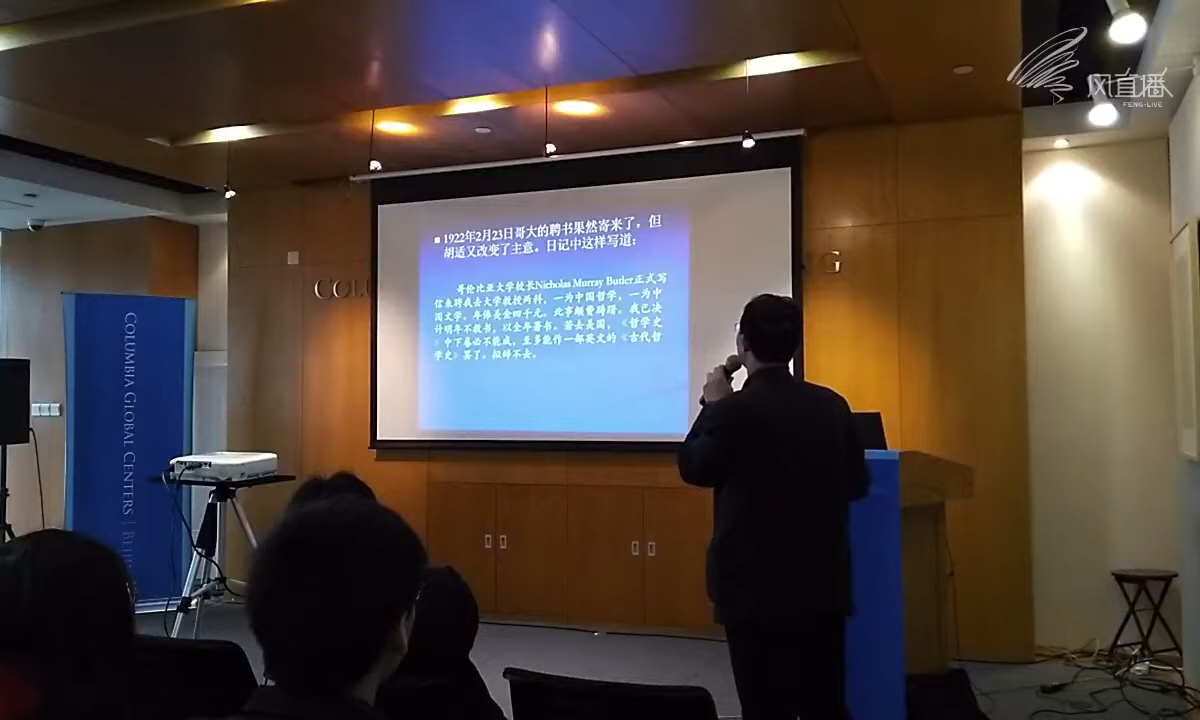 风直播
FENG-LIVE
■ 1922年2月23日哥大的聘书果然寄来了，但
胡适又改变了主意。日记中这样写道：
哥伦比亚大学校长Nicholas Murray Butler正式写
信来聘我去大学教授两科，一为中国哲学，一为中
国文学，年俸美金四千元。此事颇费踌躇。我已决
计明年不教书，以全年著书。若去美国，《哲学史
》中下卷必不能成，至多能作一部英文的《古代哲
学史》罢了。拟辞不去。
COLU
G
COLUMBIA GLOBAL CENTERS | BEIJI